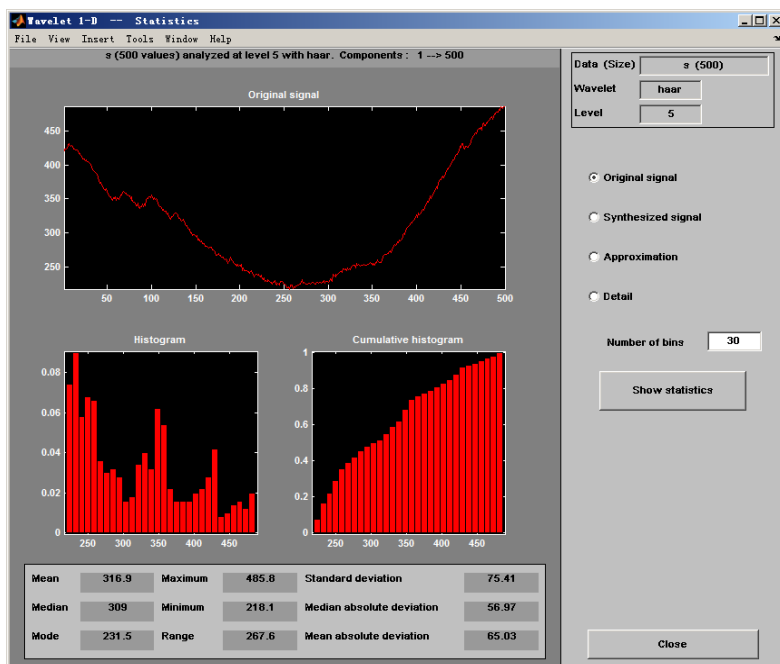 Wavelet 1-D -- Statistics
File View Insert Tools Window Help
s (500 values) analyzed at level 5 with haar. Components : 1 --> 500
Original signal
450
400
350
300
250
50 100 150 200 250 300 350 400 450 500
Histogram
0.08
0.06
0.04
0.02
0
250 300 350 400 450
Cumulative histogram
1
0.8
0.6
0.4
0.2
0
250 300 350 400 450
Mean 316.9 Maximum 485.8 Standard deviation 75.41
Median 309 Minimum 218.1 Median absolute deviation 56.97
Mode 231.5 Range 267.6 Mean absolute deviation 65.03
Data (Size) s (500)
Wavelet haar
Level 5
Original signal
Synthesized signal
Approximation
Detail
Number of bins 30
Show statistics
Close